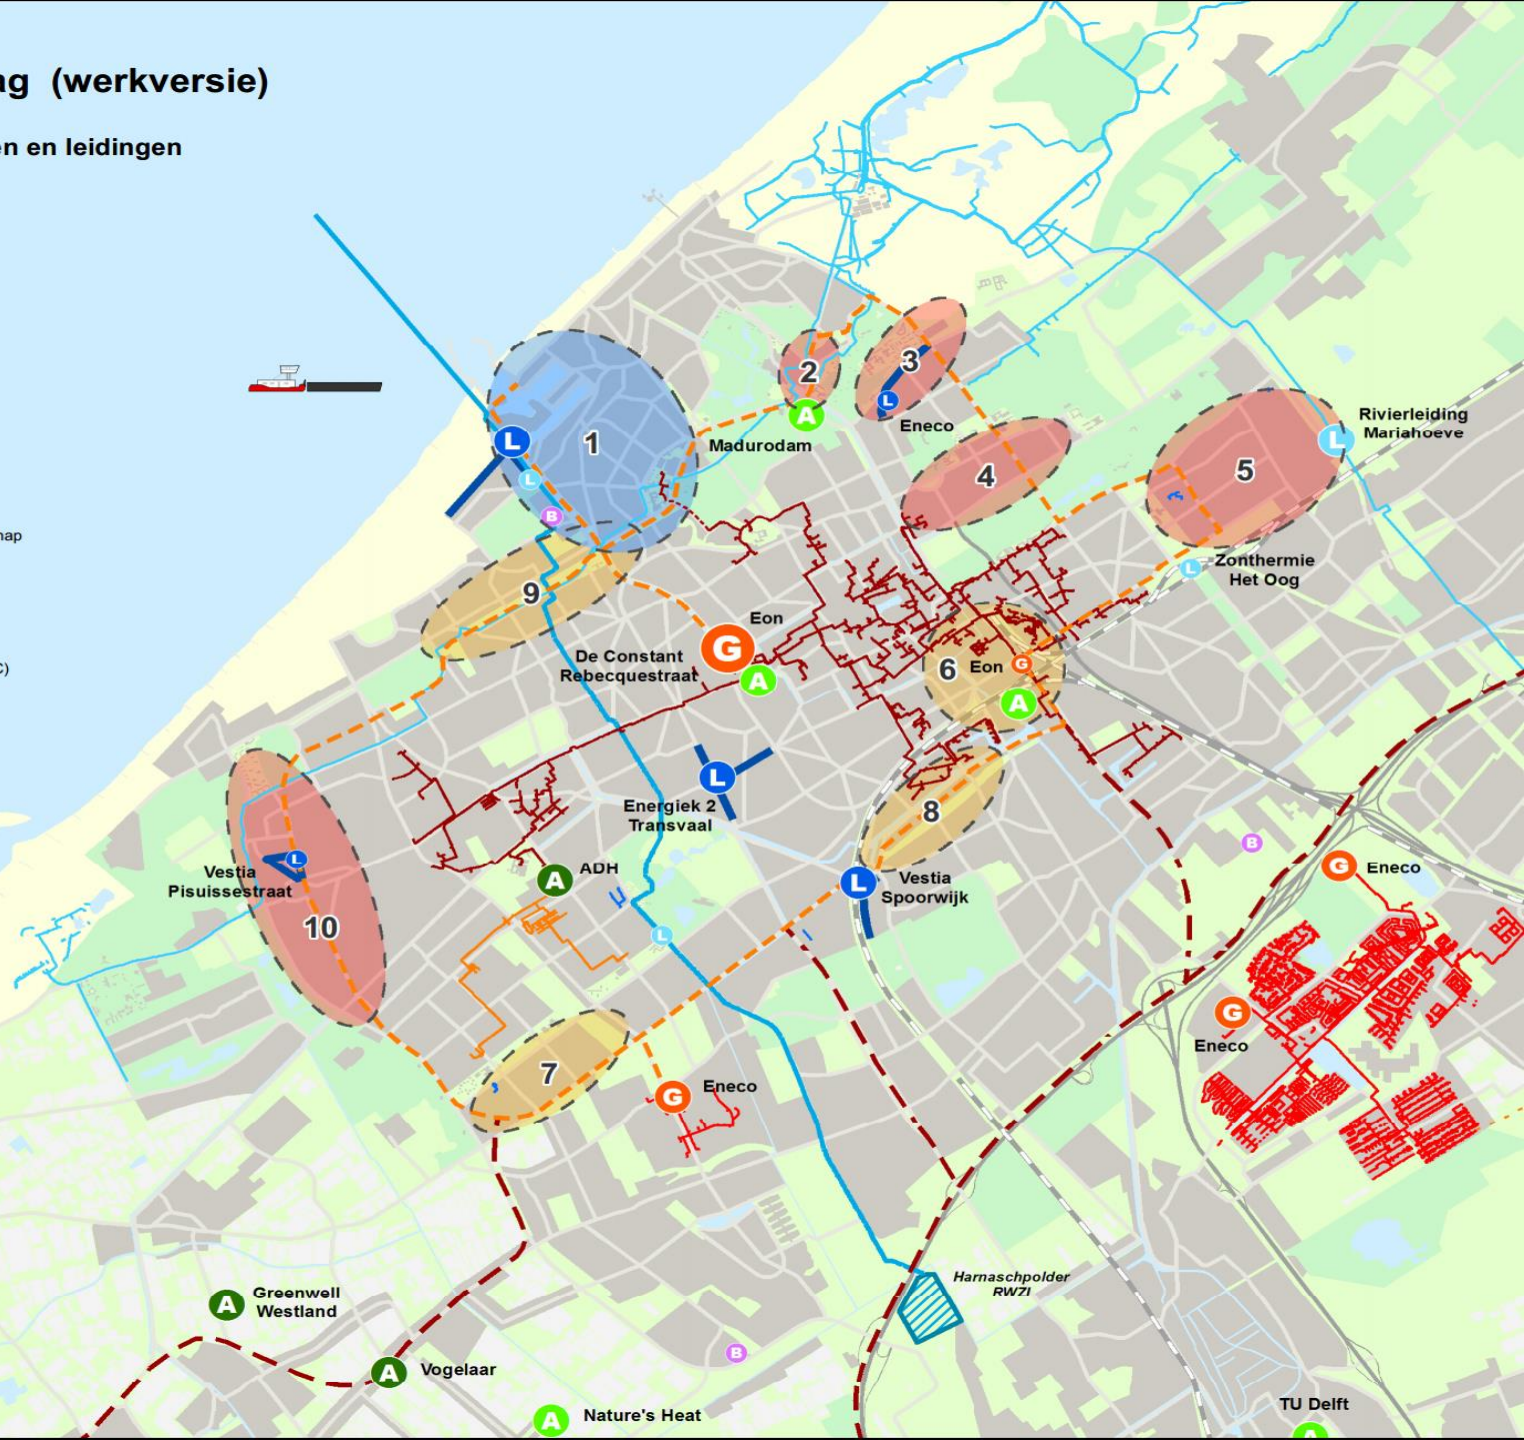 ag (werkversie)
en en leidingen
hap
C)
1
2
3
4
5
6
7
8
9
10
L
L
B
A
Madurodam
L
Eneco
Rivierleiding
Mariahoeve
L
Zonthermie
Het Oog
L
Eon
G
A
De Constant
Rebecquestraat
Eon
G
A
L
Energiek 2
Transvaal
L
Vestia
Pisuissestraat
A
ADH
L
Vestia
Spoorwijk
L
B
G
Eneco
G
Eneco
G
Eneco
Harnaschpolder
RWZI
A
Greenwell
Westland
A
Vogelaar
B
A
Nature's Heat
TU Delft
A